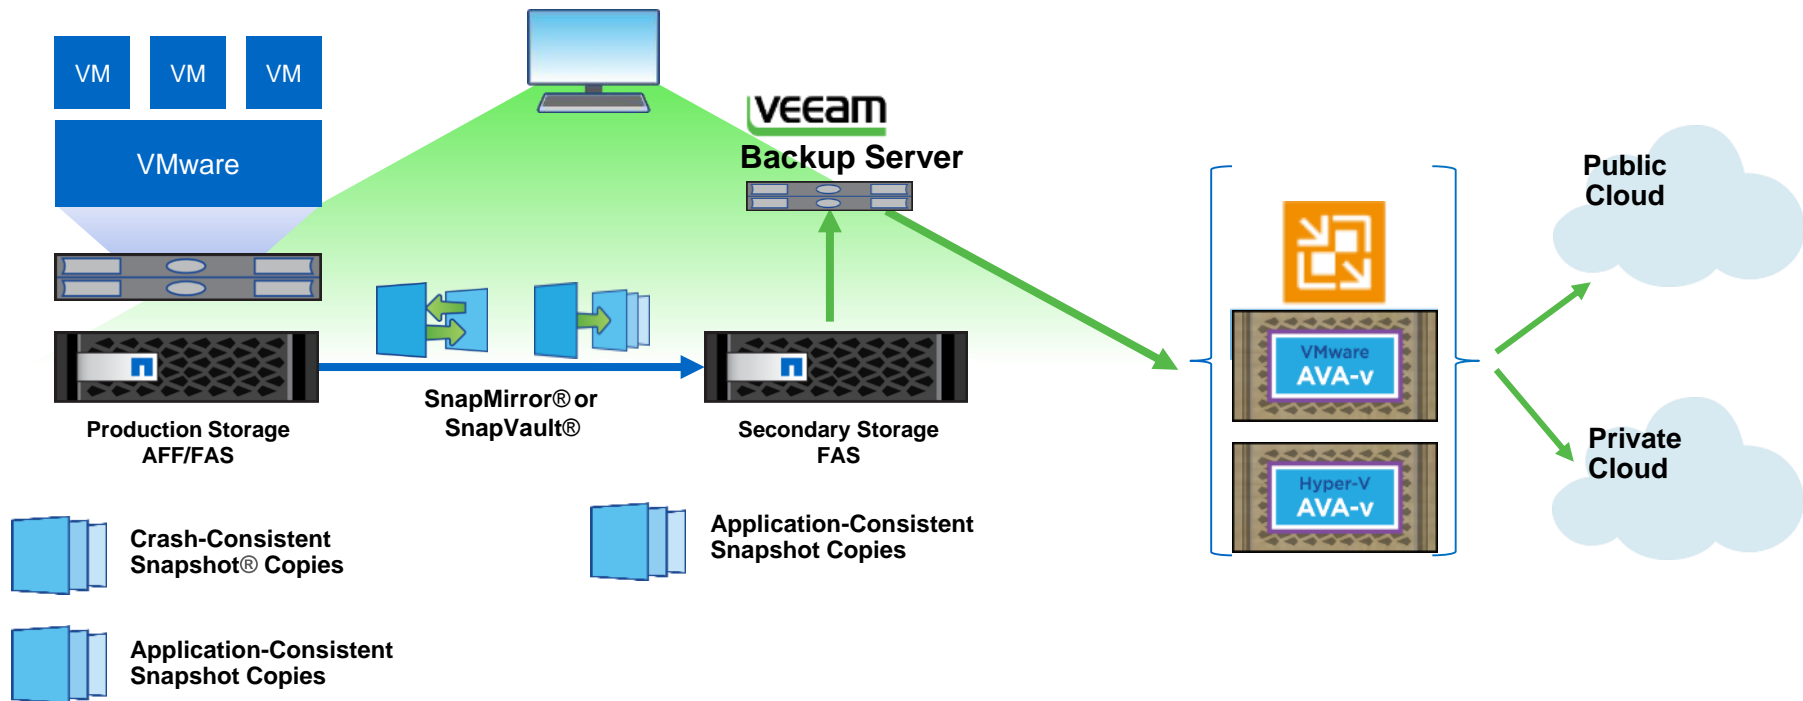 VM
VM
VM
VMware
veeam
Backup Server
SnapMirror® or
SnapVault®
Production Storage
AFF/FAS
Secondary Storage
FAS
Crash-Consistent
Snapshot® Copies
Application-Consistent
Snapshot Copies
Application-Consistent
Snapshot Copies
VMware
AVA-v
Hyper-V
AVA-v
Public
Cloud
Private
Cloud